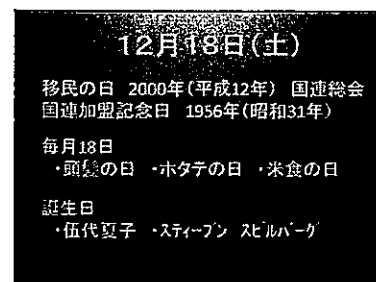 12月18日(土)
移民の日 2000年(平成12年) 国連総会
国連加盟記念日 1956年(昭和31年)
毎月18日
・頭髪の日 ・ホタテの日 ・米食の日
誕生日
・伍代夏子 ・スティーブン スピルバーグ